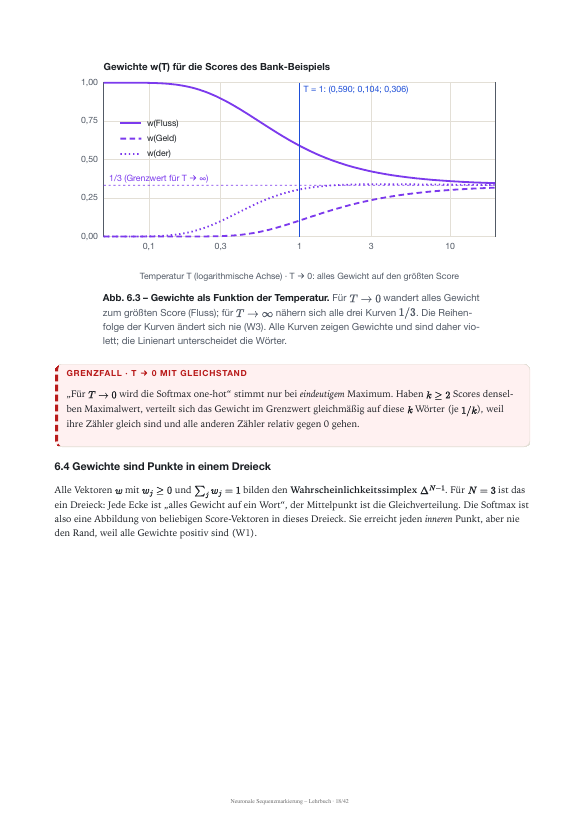 Gewichte w(T) für die Scores des Bank-Beispiels
1,00
T = 1: (0,590; 0,104; 0,306)
0,75
w(Fluss)
w(Geld)
w(der)
0,50
1/3 (Grenzwert für T → ∞)
0,25
0,00
0,1 0,3 1 3 10
Temperatur T (logarithmische Achse) · T → 0: alles Gewicht auf den größten Score
Abb. 6.3 – Gewichte als Funktion der Temperatur. Für T → 0 wandert alles Gewicht
zum größten Score (Fluss); für T → ∞ nähern sich alle drei Kurven 1/3. Die Reihen-
folge der Kurven ändert sich nie (W3). Alle Kurven zeigen Gewichte und sind daher vio-
lett; die Linienart unterscheidet die Wörter.
GRENZFALL · T → 0 MIT GLEICHSTAND
„Für T → 0 wird die Softmax one-hot“ stimmt nur bei eindeutigem Maximum. Haben k ≥ 2 Scores densel-
ben Maximalwert, verteilt sich das Gewicht im Grenzwert gleichmäßig auf diese k Wörter (je 1/k), weil
ihre Zähler gleich sind und alle anderen Zähler relativ gegen 0 gehen.
6.4 Gewichte sind Punkte in einem Dreieck
Alle Vektoren w mit w_j ≥ 0 und ∑_j w_j = 1 bilden den Wahrscheinlichkeitssimplex Δ^{N−1}. Für N = 3 ist das
ein Dreieck: Jede Ecke ist „alles Gewicht auf ein Wort“, der Mittelpunkt ist die Gleichverteilung. Die Softmax ist
also eine Abbildung von beliebigen Score-Vektoren in dieses Dreieck. Sie erreicht jeden inneren Punkt, aber nie
den Rand, weil alle Gewichte positiv sind (W1).
Neuronale Sequenzmarkierung – Lehrbuch · 18/42